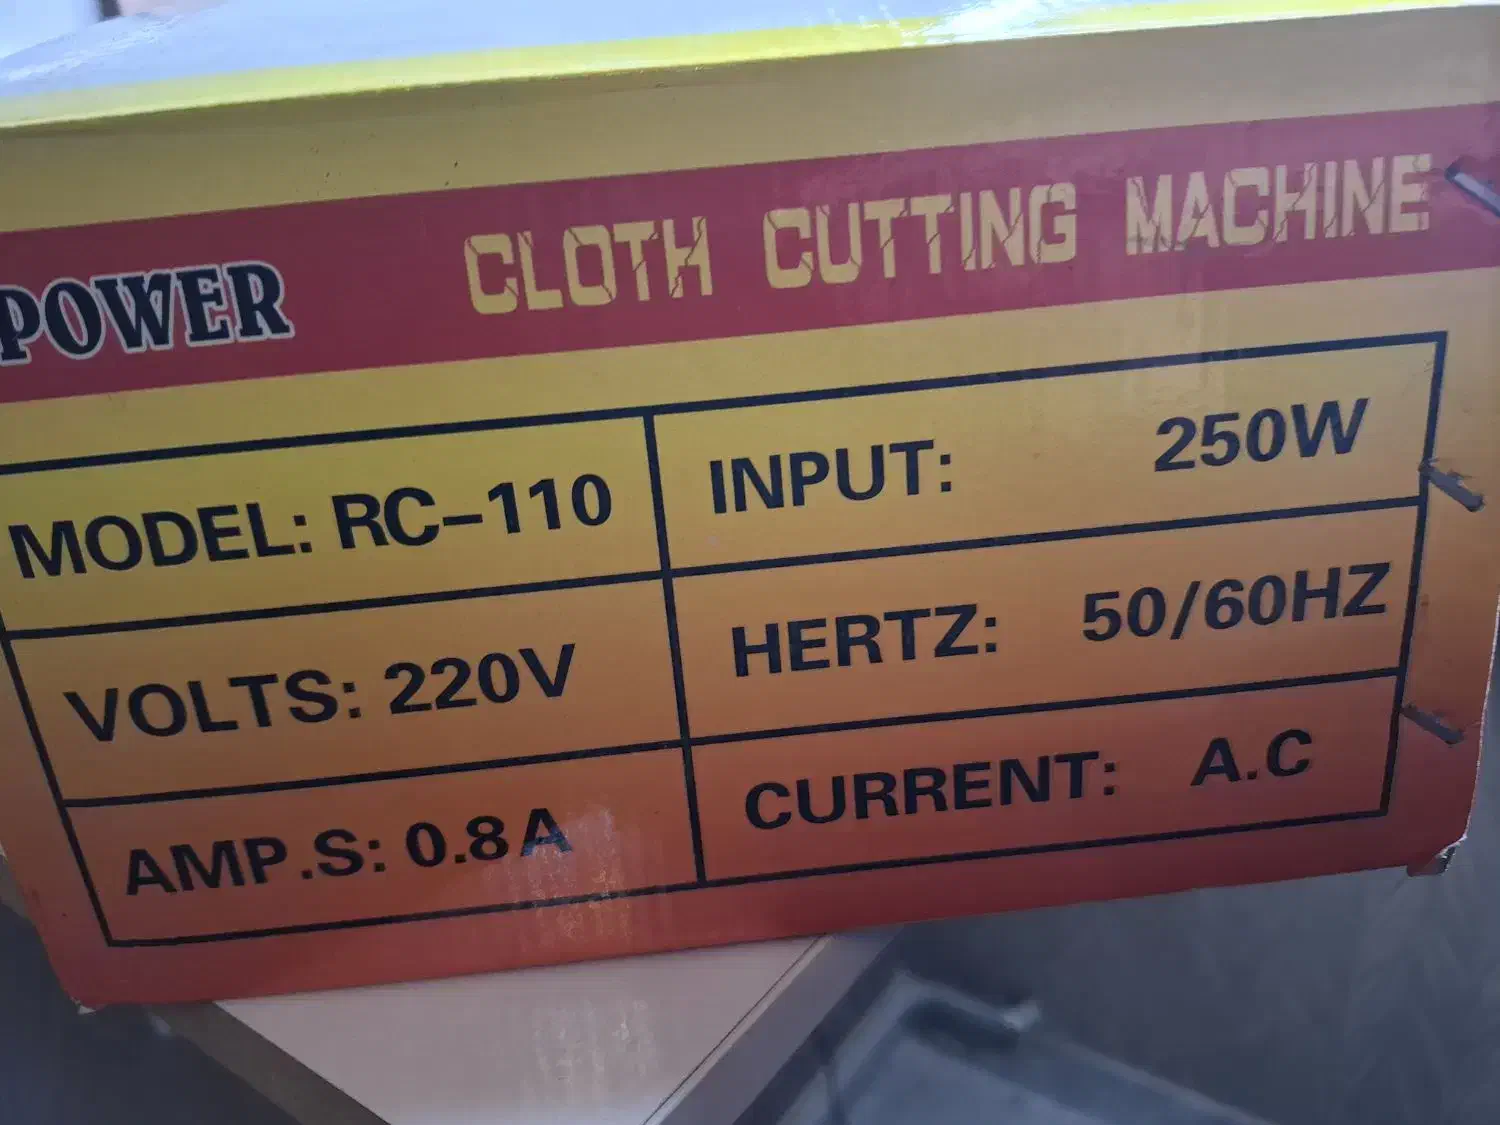 POWER CLOTH CUTTING MACHINE
MODEL: RC-110 INPUT: 250W
VOLTS: 220V HERTZ: 50/60HZ
AMP.S: 0.8A CURRENT: A.C